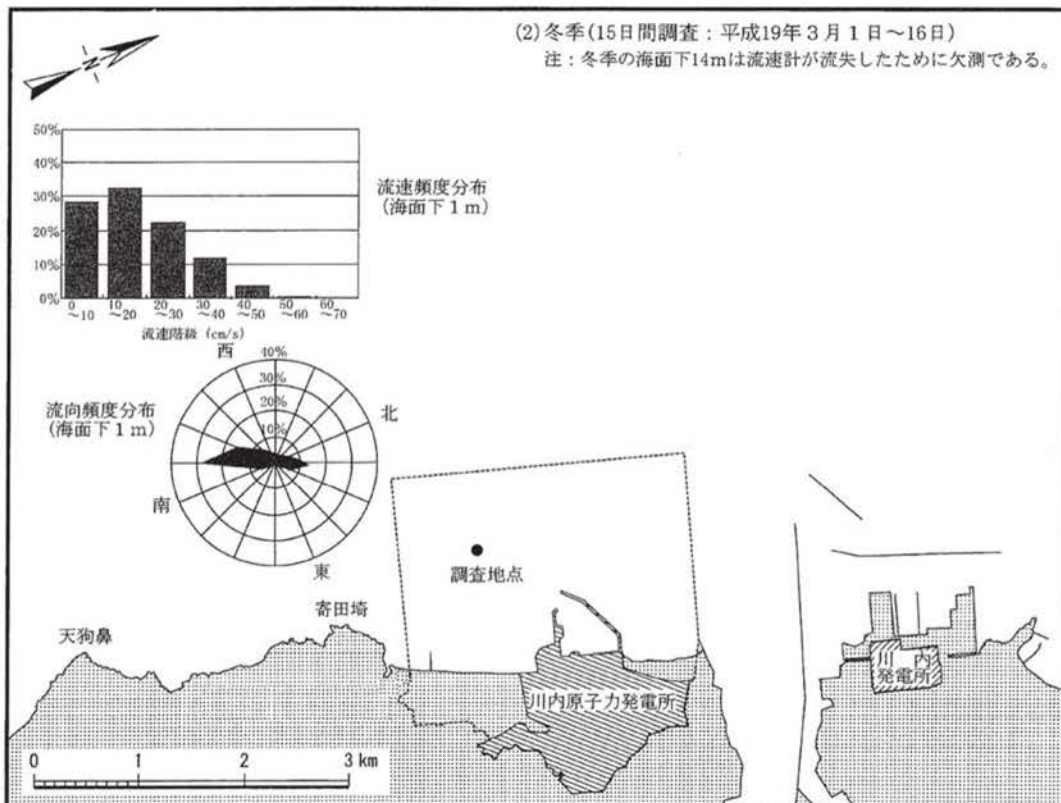 (2)冬季(15日間調査：平成19年3月1日～16日)
注：冬季の海面下14mは流速計が流失したために欠測である。
N
50%
40%
30%
20%
10%
0%
0 10 20 30 40 50 60
～10 ～20 ～30 ～40 ～50 ～60 ～70
流速階級 (cm/s)
流速頻度分布
(海面下1m)
西
40%
30%
20%
10%
北
流向頻度分布
(海面下1m)
南
東
調査地点
寄田埼
天狗鼻
川内
発電所
川内原子力発電所
0 1 2 3 km